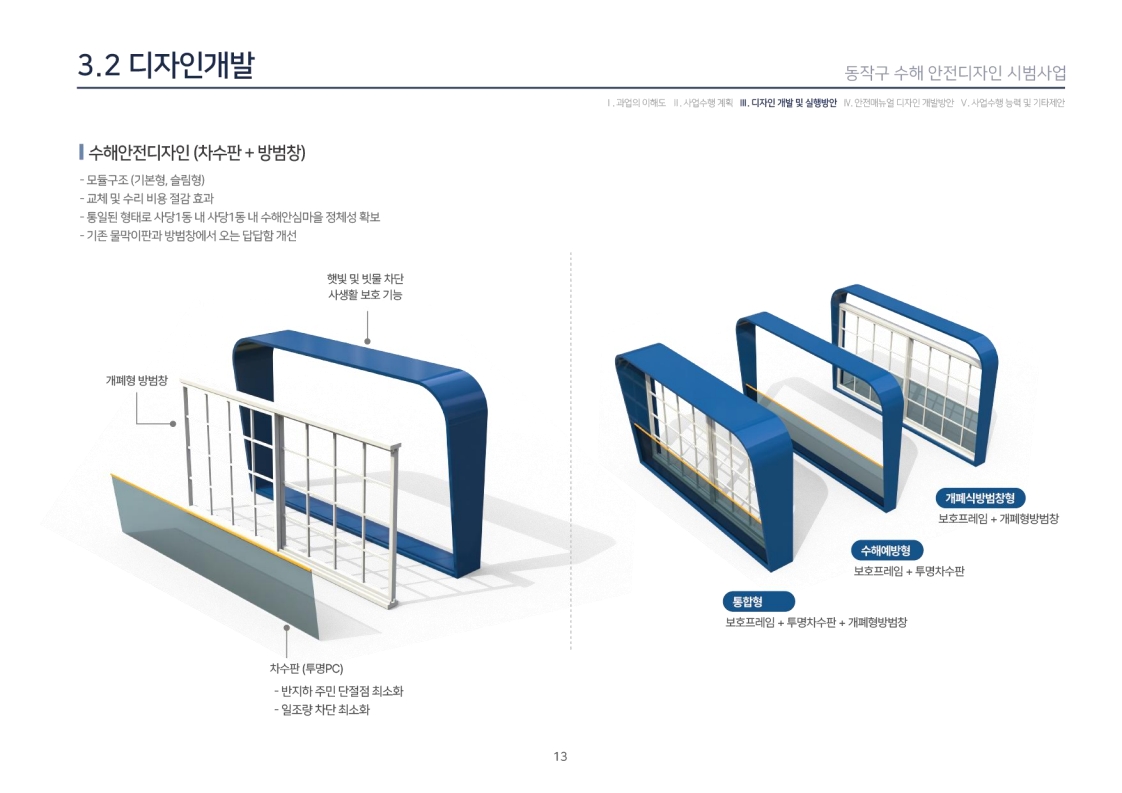 3.2 디자인개발
동작구 수해 안전디자인 시범사업
Ⅰ. 과업의 이해도 Ⅱ. 사업수행 계획 Ⅲ. 디자인 개발 및 실행방안 Ⅳ. 안전매뉴얼 디자인 개발방안 Ⅴ. 사업수행 능력 및 기타제안
수해안전디자인 (차수판 + 방범창)
- 모듈구조 (기본형, 슬림형)
- 교체 및 수리 비용 절감 효과
- 통일된 형태로 사당1동 내 사당1동 내 수해안심마을 정체성 확보
- 기존 물막이판과 방범창에서 오는 답답함 개선
햇빛 및 빗물 차단
사생활 보호 기능
개폐형 방범창
차수판 (투명PC)
- 반지하 주민 단절점 최소화
- 일조량 차단 최소화
개폐식방범창형
보호프레임 + 개폐형방범창
수해예방형
보호프레임 + 투명차수판
통합형
보호프레임 + 투명차수판 + 개폐형방범창
13